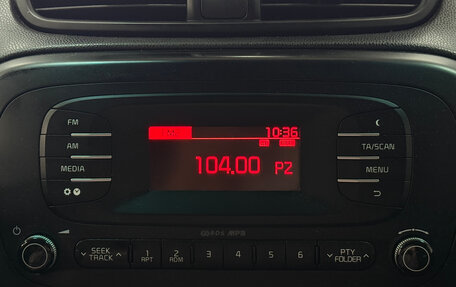 FM
AM
MEDIA
10:36
104.00 PZ
TA/SCAN
MENU
SEEK
TRACK
1
RPT
2
RDM
3
4
5
6
PTY
FOLDER